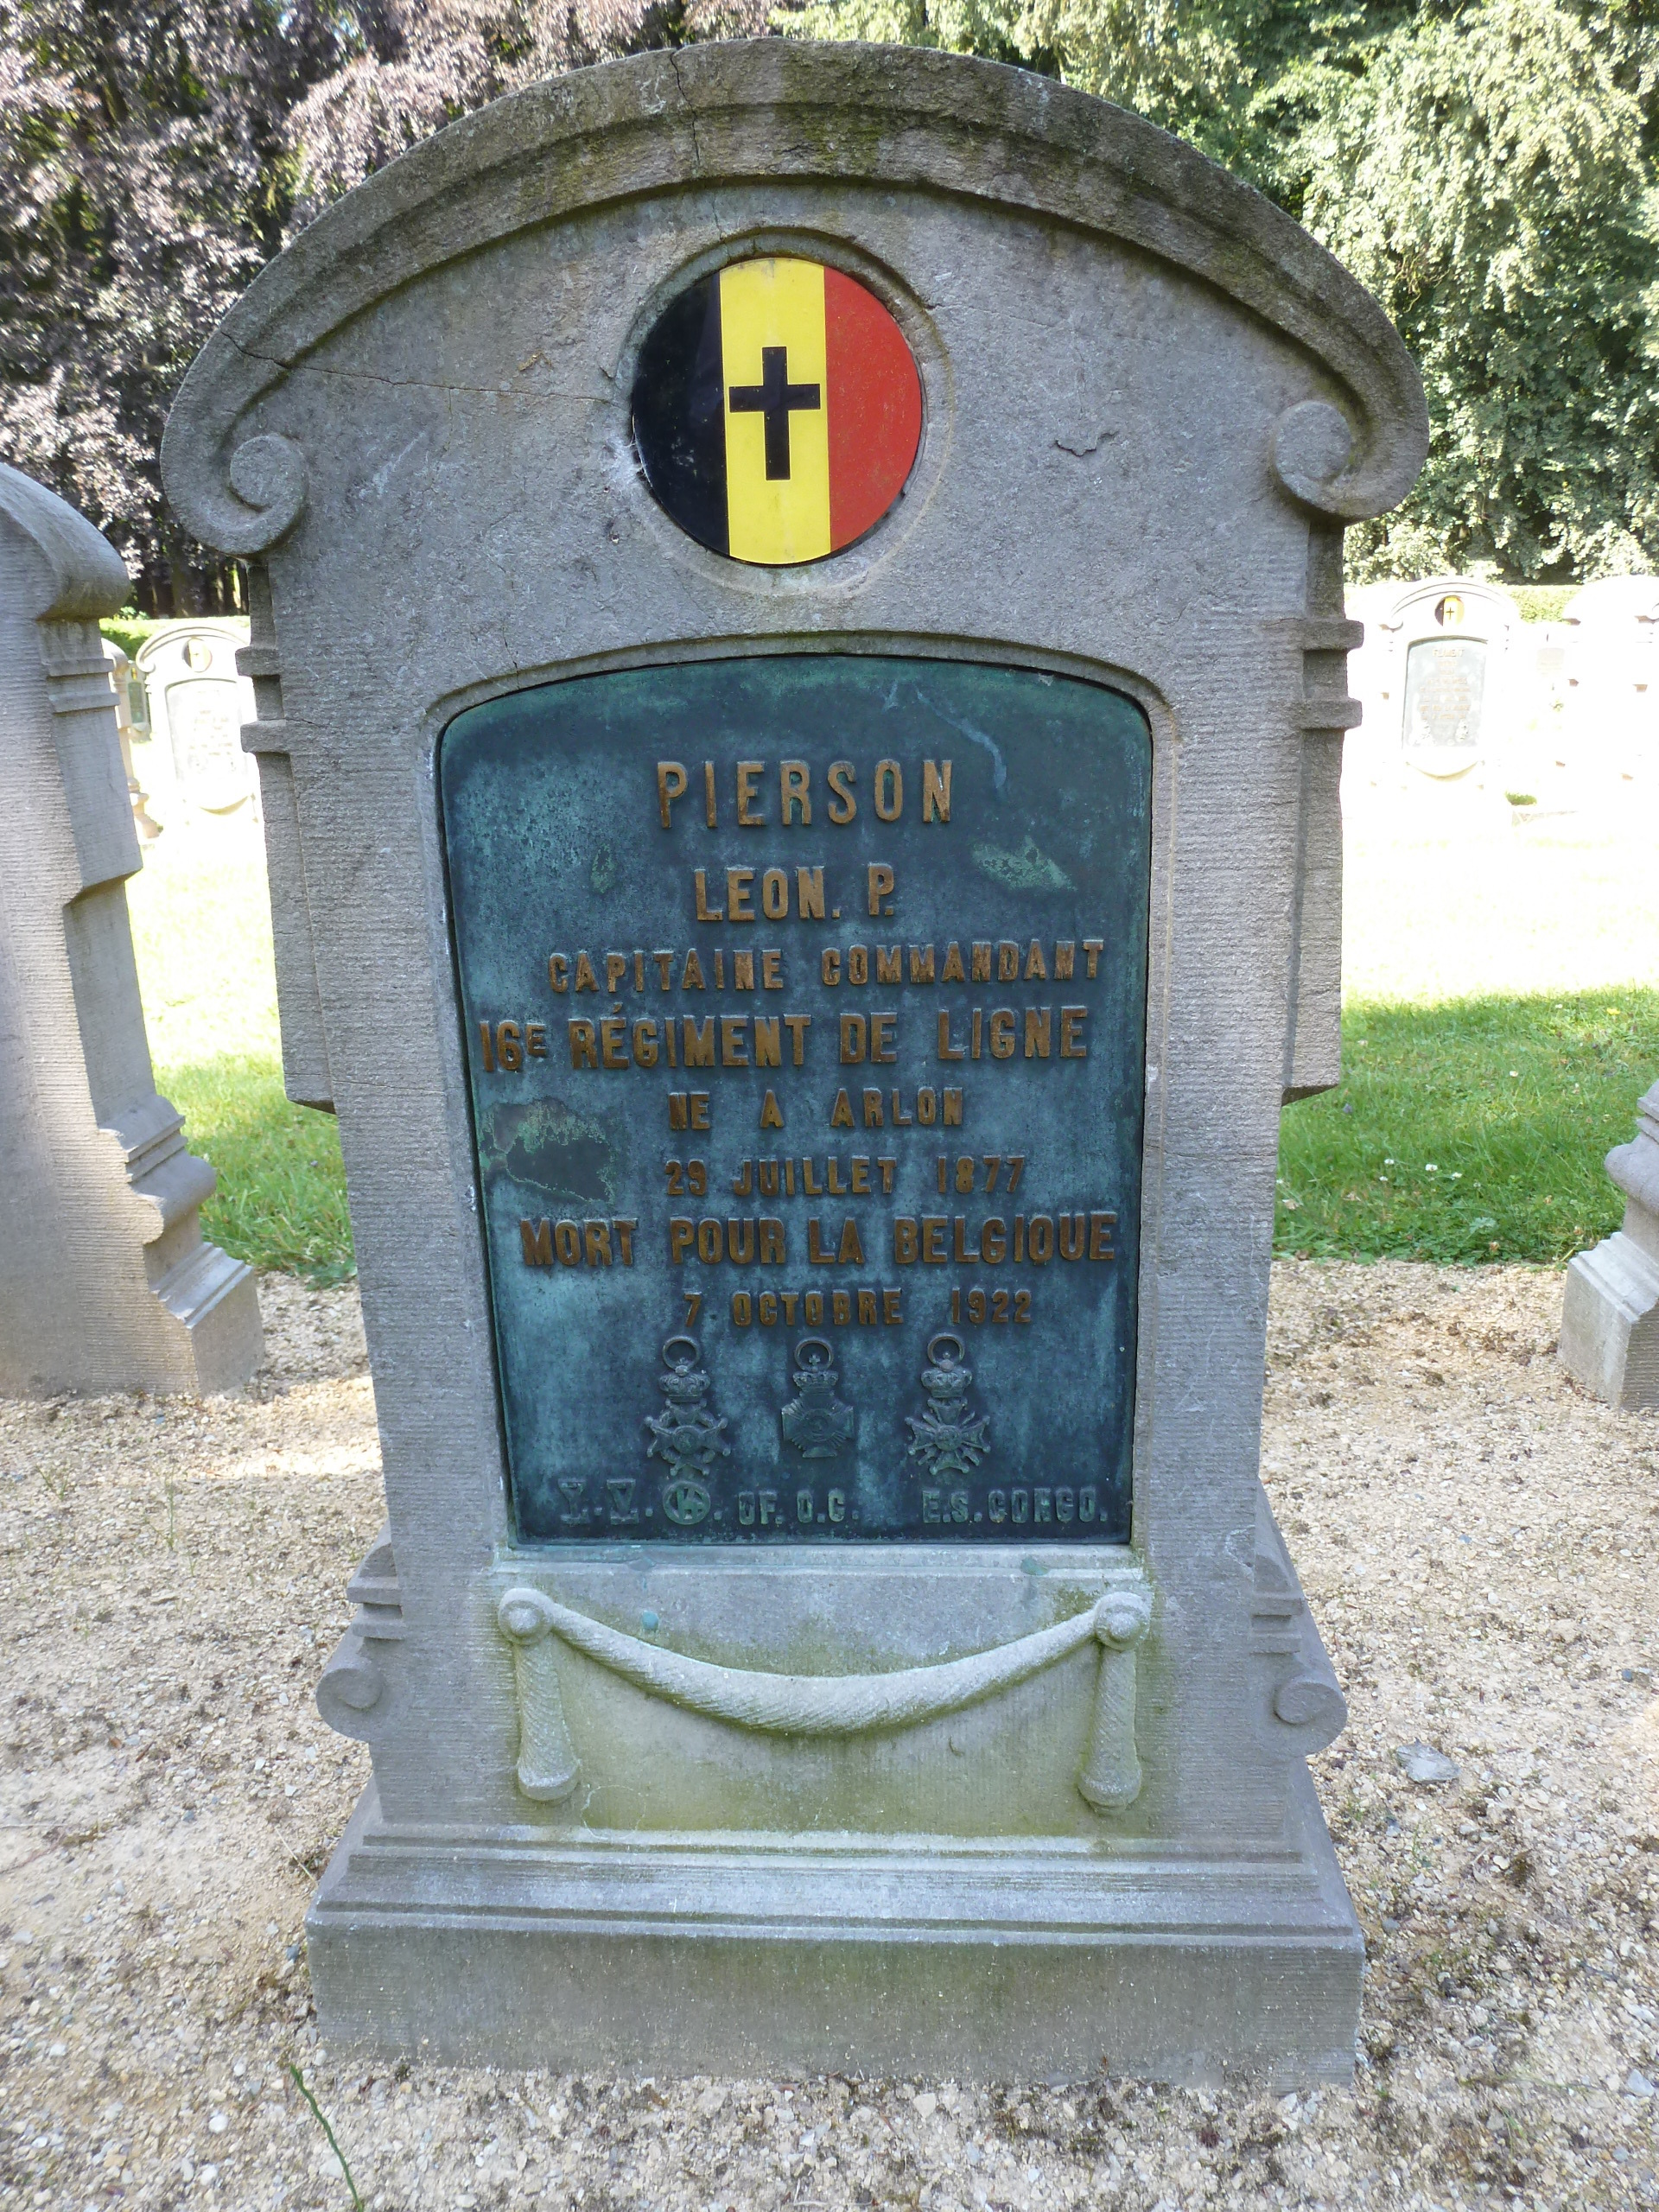 PIERSON
LEON. P.
CAPITAINE COMMANDANT
16E RÉGIMENT DE LIGNE
NE A ARLON
29 JUILLET 1877
MORT POUR LA BELGIQUE
7 OCTOBRE 1922
Y.V.K. OF. O.C. E.S. CONGO.